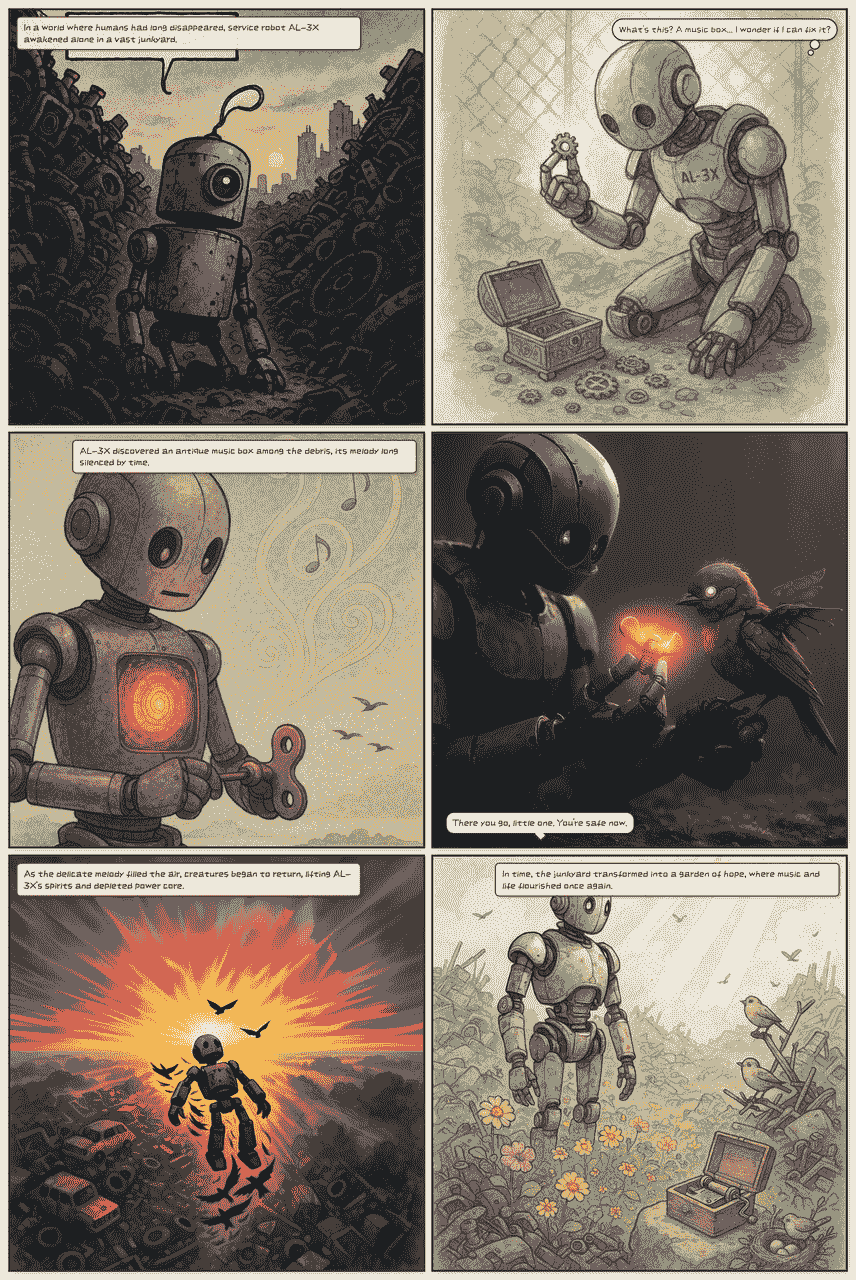 In a world where humans had long disappeared, service robot AL-3X
awakened alone in a vast junkyard.
What's this? A music box... I wonder if I can fix it?
AL-3X
AL-3X discovered an antique music box among the debris, its melody long
silenced by time.
There you go, little one. You're safe now.
As the delicate melody filled the air, creatures began to return, lifting AL-
3X's spirits and depleted power core.
In time, the junkyard transformed into a garden of hope, where music and
life flourished once again.